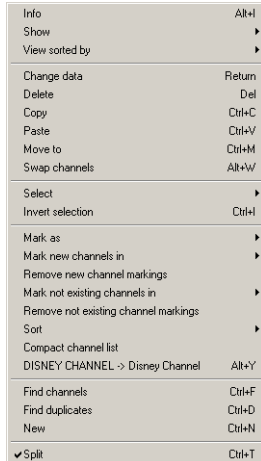 Info Alt+I
Show
View sorted by
Change data Return
Delete Del
Copy Ctrl+C
Paste Ctrl+V
Move to Ctrl+M
Swap channels Alt+W
Select
Invert selection Ctrl+I
Mark as
Mark new channels in
Remove new channel markings
Mark not existing channels in
Remove not existing channel markings
Sort
Compact channel list
DISNEY CHANNEL -> Disney Channel Alt+Y
Find channels Ctrl+F
Find duplicates Ctrl+D
New Ctrl+N
Split Ctrl+T